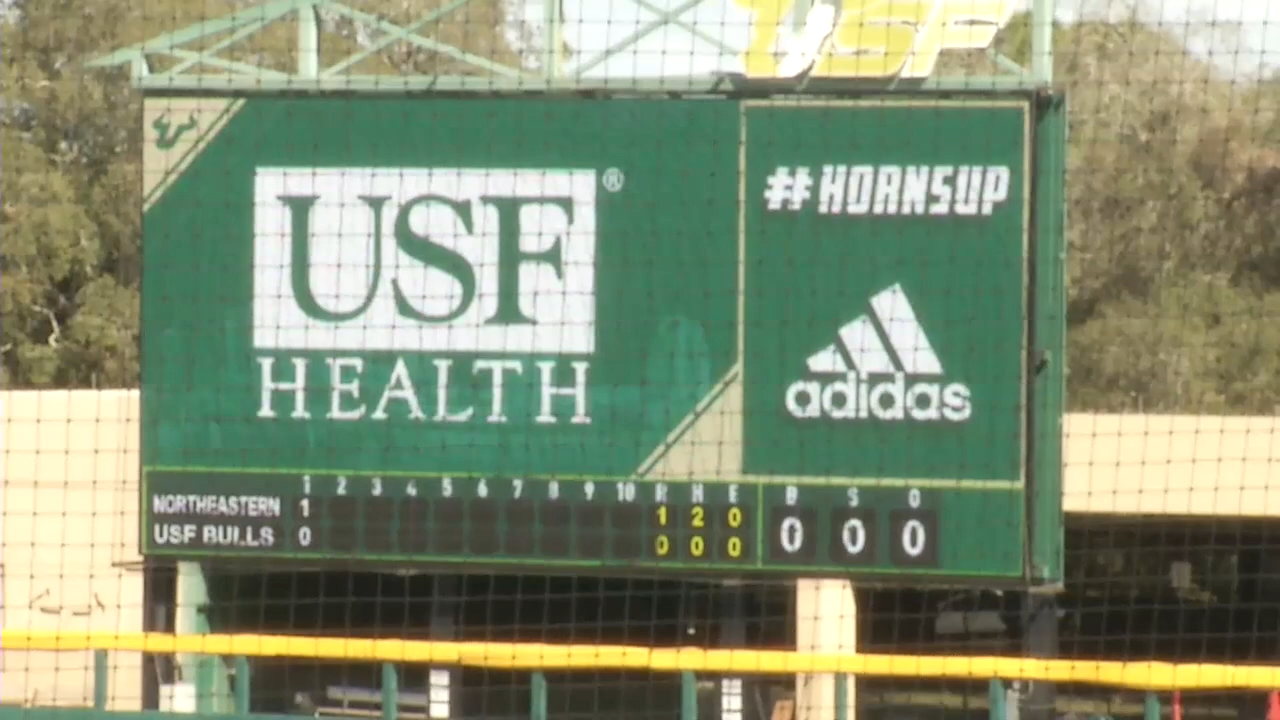 USF
USF®
HEALTH
#HORNSUP
adidas
1 2 3 4 5 6 7 8 9 10 R H E B S O
NORTHEASTERN 1 1 2 0 0 0 0
USF BULLS 0 0 0 0